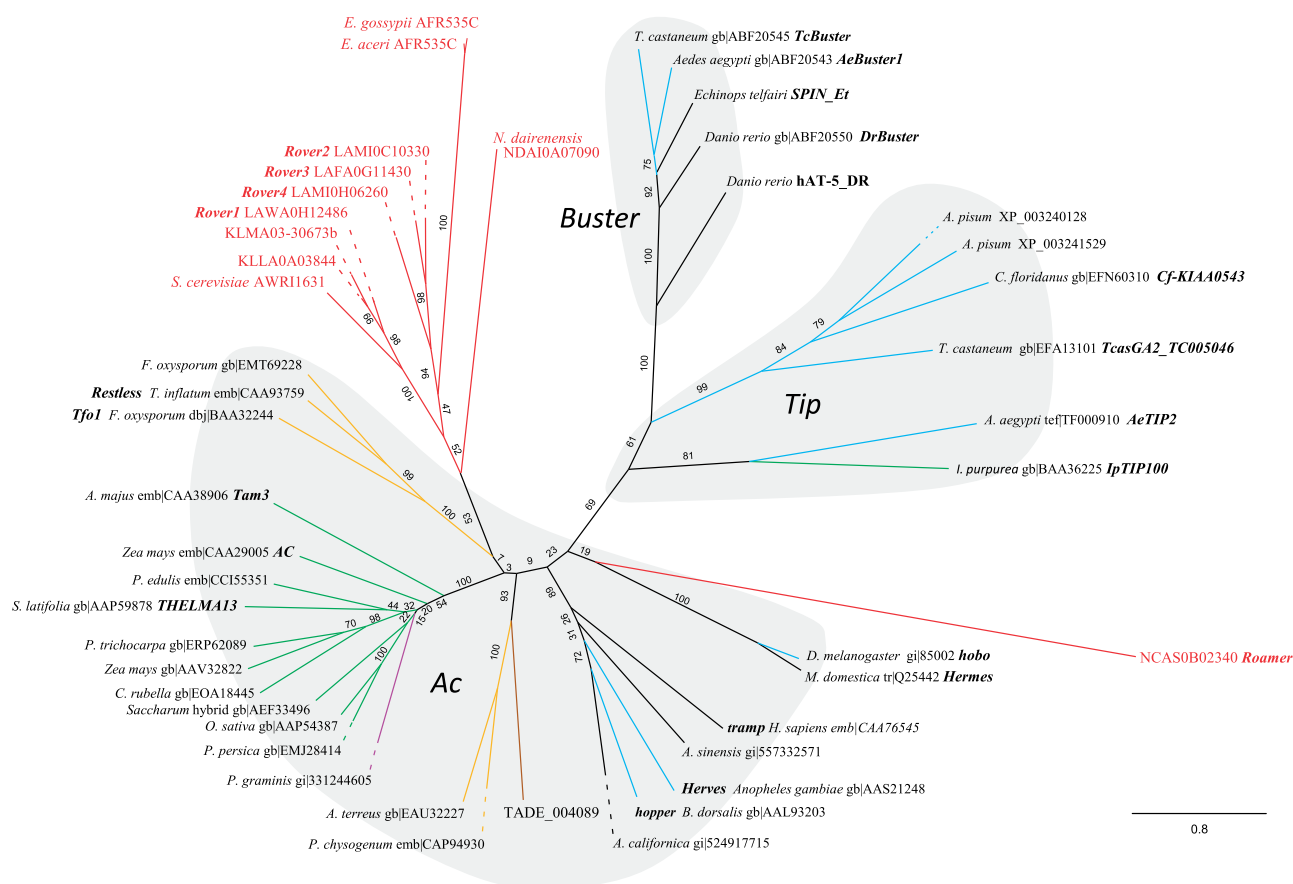 E. gossypii AFR535C
E. aceri AFR535C
N. dairenensis
NDAI0A07090
Rover2 LAMI0C10330
Rover3 LAFA0G11430
Rover4 LAMI0H06260
Rover1 LAWA0H12486
KLMA03-30673b
KLLA0A03844
S. cerevisiae AWRI1631
100
98
94
66
98
100
47
52
53
T. castaneum gb|ABF20545 TcBuster
Aedes aegypti gb|ABF20543 AeBuster1
Echinops telfairi SPIN_Et
Danio rerio gb|ABF20550 DrBuster
Danio rerio hAT-5_DR
Buster
75
92
100
100
A. pisum XP_003240128
A. pisum XP_003241529
C. floridanus gb|EFN60310 Cf-KIAA0543
T. castaneum gb|EFA13101 TcasGA2_TC005046
A. aegypti tef|TF000910 AeTIP2
I. purpurea gb|BAA36225 IpTIP100
Tip
79
84
99
81
61
69
F. oxysporum gb|EMT69228
Restless T. inflatum emb|CAA93759
Tfo1 F. oxysporum dbj|BAA32244
99
100
A. majus emb|CAA38906 Tam3
Zea mays emb|CAA29005 AC
P. edulis emb|CCI55351
S. latifolia gb|AAP59878 THELMA13
P. trichocarpa gb|ERP62089
Zea mays gb|AAV32822
C. rubella gb|EOA18445
Saccharum hybrid gb|AEF33496
O. sativa gb|AAP54387
P. persica gb|EMJ28414
P. graminis gi|331244605
7
3
9
23
19
100
54
20
15
32
22
44
98
70
100
93
100
Ac
A. terreus gb|EAU32227
P. chysogenum emb|CAP94930
TADE_004089
89
26
31
72
100
NCAS0B02340 Roamer
D. melanogaster gi|85002 hobo
M. domestica tr|Q25442 Hermes
tramp H. sapiens emb|CAA76545
A. sinensis gi|557332571
Herves Anopheles gambiae gb|AAS21248
hopper B. dorsalis gb|AAL93203
A. californica gi|524917715
0.8